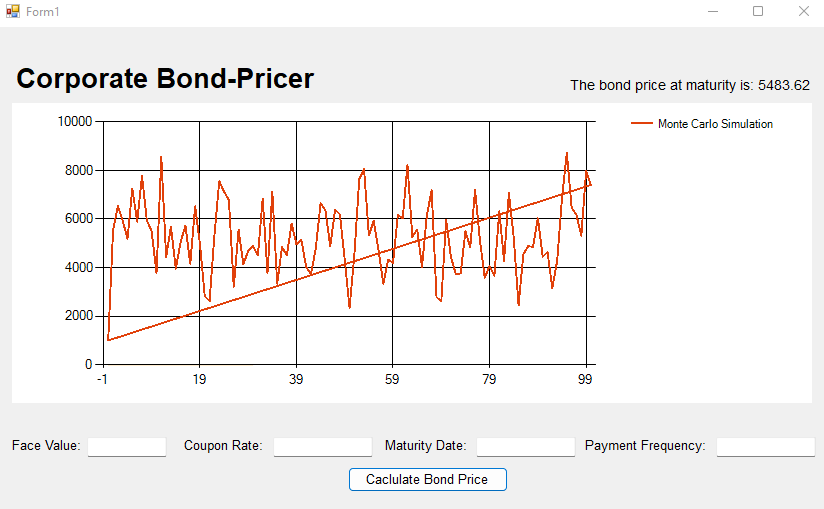 Form1
Corporate Bond-Pricer
The bond price at maturity is: 5483.62
Monte Carlo Simulation
10000
8000
6000
4000
2000
0
-1 19 39 59 79 99
Face Value: Coupon Rate: Maturity Date: Payment Frequency:
Caclulate Bond Price